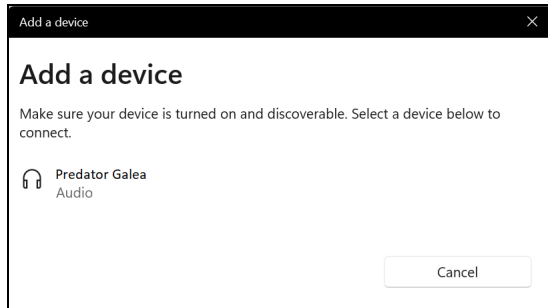 Add a device
Add a device
Make sure your device is turned on and discoverable. Select a device below to
connect.
Predator Galea
Audio
Cancel